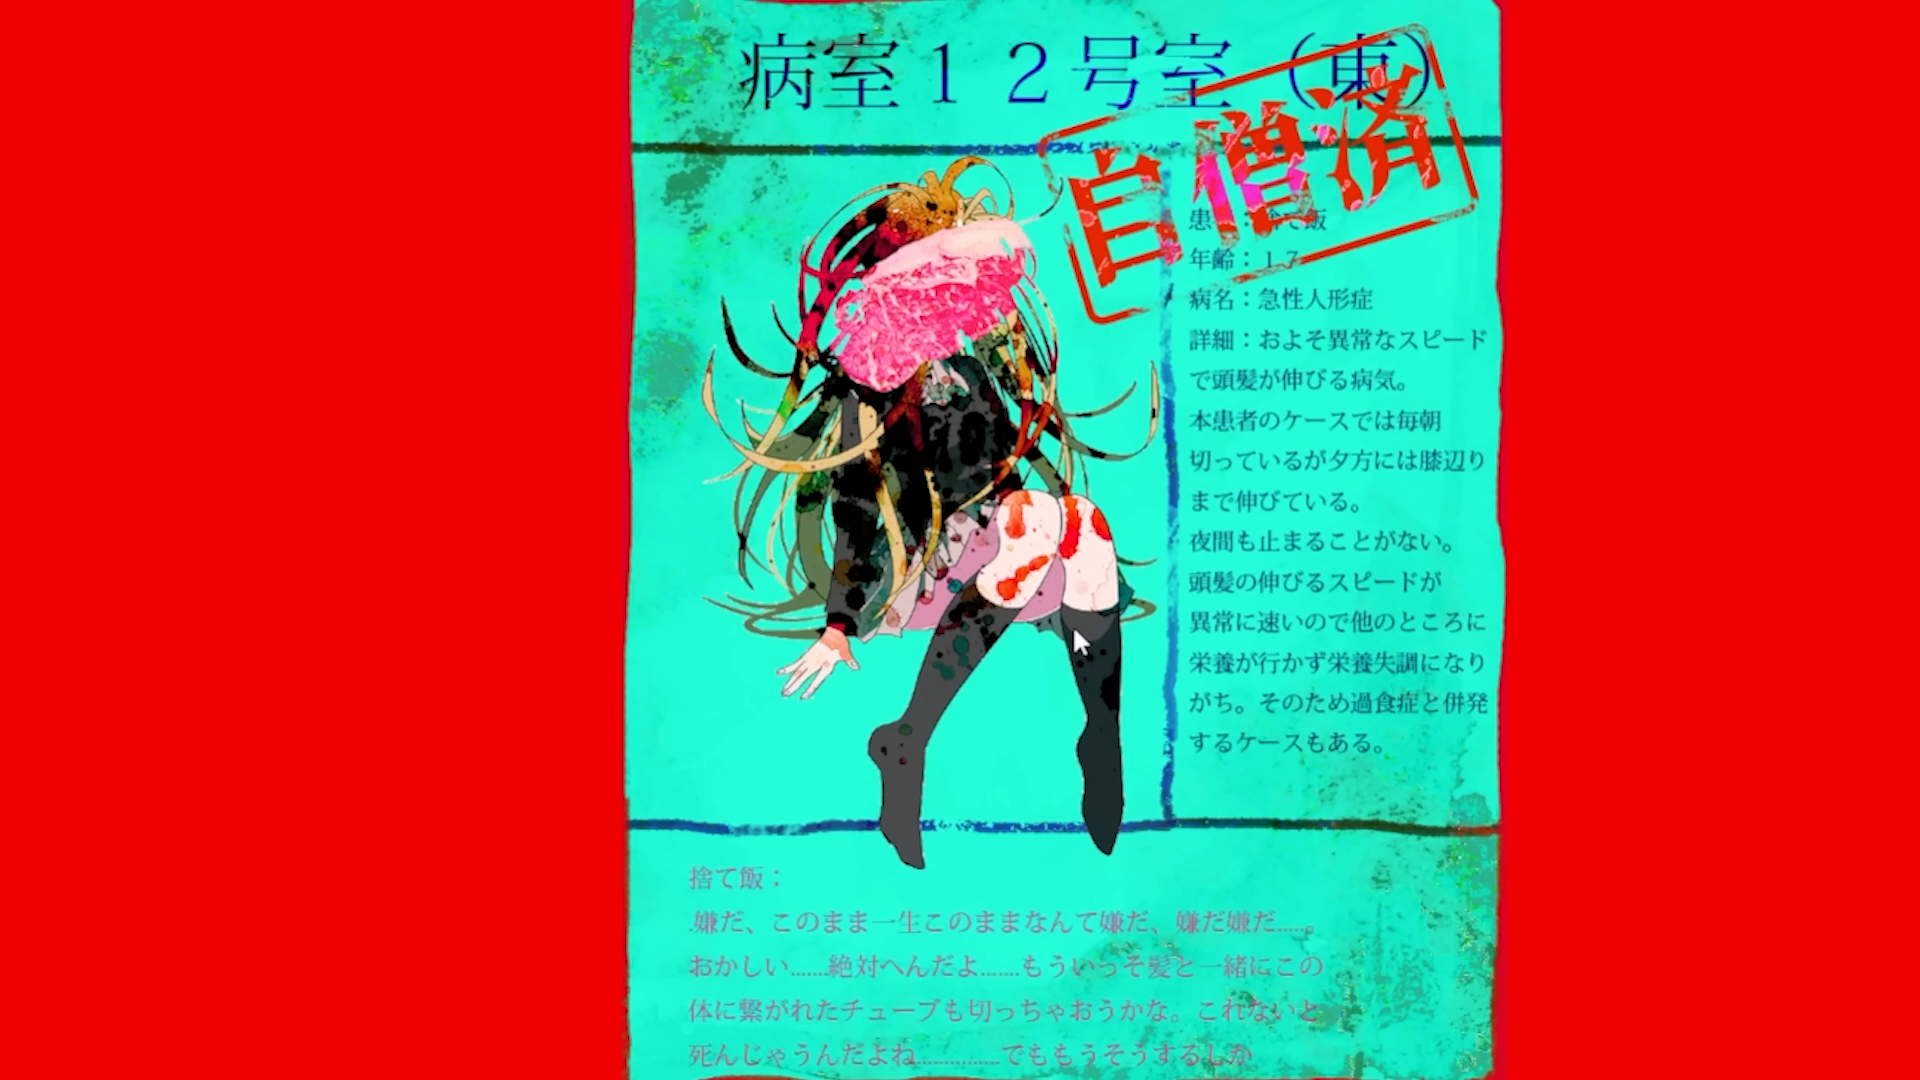 病室１２号室（東）
自僧済
患　：捨て飯
年齢：１７
病名：急性人形症
詳細：およそ異常なスピード
で頭髪が伸びる病気。
本患者のケースでは毎朝
切っているが夕方には膝辺り
まで伸びている。
夜間も止まることがない。
頭髪の伸びるスピードが
異常に速いので他のところに
栄養が行かず栄養失調になり
がち。そのため過食症と併発
するケースもある。
捨て飯：
.嫌だ、このまま一生このままなんて嫌だ、嫌だ嫌だ.....。
おかしい.......絶対へんだよ.......もういっそ髪と一緒にこの
体に繋がれたチューブも切っちゃおうかな。これないと
死んじゃうんだよね...............でももうそうするしか